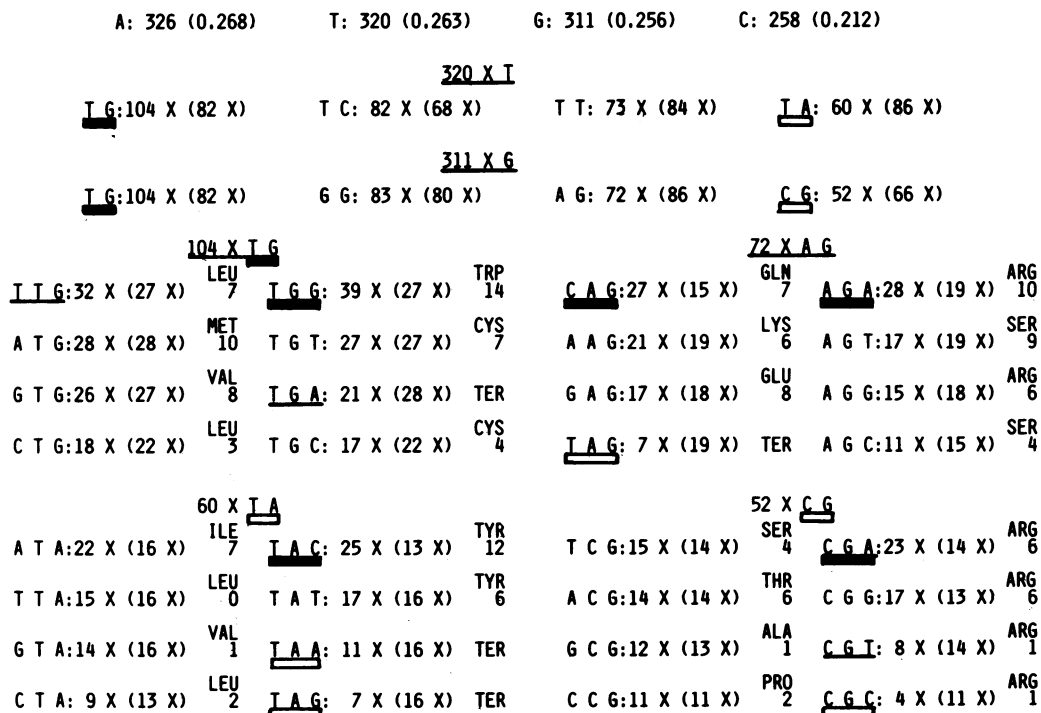 A: 326 (0.268) T: 320 (0.263) G: 311 (0.256) C: 258 (0.212)
320 X T
T G:104 X (82 X) T C: 82 X (68 X) T T: 73 X (84 X) T A: 60 X (86 X)
311 X G
T G:104 X (82 X) G G: 83 X (80 X) A G: 72 X (86 X) C G: 52 X (66 X)
104 X T G 72 X A G
LEU TRP GLN ARG
T T G:32 X (27 X) 7 T G G: 39 X (27 X) 14 C A G:27 X (15 X) 7 A G A:28 X (19 X) 10
MET CYS LYS SER
A T G:28 X (28 X) 10 T G T: 27 X (27 X) 7 A A G:21 X (19 X) 6 A G T:17 X (19 X) 9
VAL GLU ARG
G T G:26 X (27 X) 8 T G A: 21 X (28 X) TER G A G:17 X (18 X) 8 A G G:15 X (18 X) 6
LEU CYS SER
C T G:18 X (22 X) 3 T G C: 17 X (22 X) 4 T A G: 7 X (19 X) TER A G C:11 X (15 X) 4
60 X T A 52 X C G
ILE TYR SER ARG
A T A:22 X (16 X) 7 T A C: 25 X (13 X) 12 T C G:15 X (14 X) 4 C G A:23 X (14 X) 6
LEU TYR THR ARG
T T A:15 X (16 X) 0 T A T: 17 X (16 X) 6 A C G:14 X (14 X) 6 C G G:17 X (13 X) 6
VAL ALA ARG
G T A:14 X (16 X) 1 T A A: 11 X (16 X) TER G C G:12 X (13 X) 1 C G T: 8 X (14 X) 1
LEU PRO ARG
C T A: 9 X (13 X) 2 T A G: 7 X (16 X) TER C C G:11 X (11 X) 2 C G C: 4 X (11 X) 1